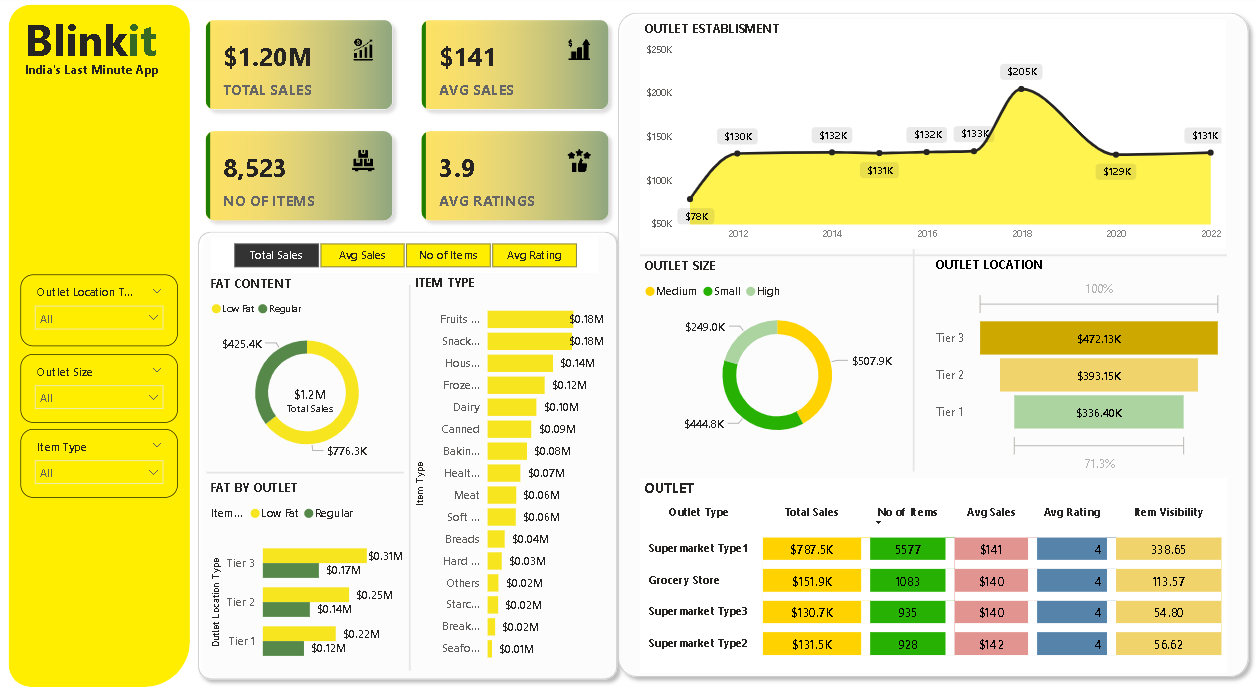 Blinkit
India's Last Minute App
Outlet Location T...
All
Outlet Size
All
Item Type
All
$1.20M
TOTAL SALES
$141
AVG SALES
8,523
NO OF ITEMS
3.9
AVG RATINGS
Total Sales
Avg Sales
No of Items
Avg Rating
FAT CONTENT
Low Fat Regular
$425.4K
$1.2M
Total Sales
$776.3K
FAT BY OUTLET
Item... Low Fat Regular
Outlet Location Type
Tier 3 $0.31M
$0.17M
Tier 2 $0.25M
$0.14M
Tier 1 $0.22M
$0.12M
ITEM TYPE
Item Type
Fruits ... $0.18M
Snack... $0.18M
Hous... $0.14M
Froze... $0.12M
Dairy $0.10M
Canned $0.09M
Bakin... $0.08M
Healt... $0.07M
Meat $0.06M
Soft ... $0.06M
Breads $0.04M
Hard ... $0.03M
Others $0.02M
Starc... $0.02M
Break... $0.02M
Seafo... $0.01M
OUTLET ESTABLISMENT
$250K
$200K
$150K
$100K
$50K
$78K
$130K
$132K
$131K
$132K
$133K
$205K
$129K
$131K
2012 2014 2016 2018 2020 2022
OUTLET SIZE
Medium Small High
$249.0K
$507.9K
$444.8K
OUTLET LOCATION
100%
Tier 3 $472.13K
Tier 2 $393.15K
Tier 1 $336.40K
71.3%
OUTLET
Outlet Type Total Sales No of Items Avg Sales Avg Rating Item Visibility
Supermarket Type1 $787.5K 5577 $141 4 338.65
Grocery Store $151.9K 1083 $140 4 113.57
Supermarket Type3 $130.7K 935 $140 4 54.80
Supermarket Type2 $131.5K 928 $142 4 56.62